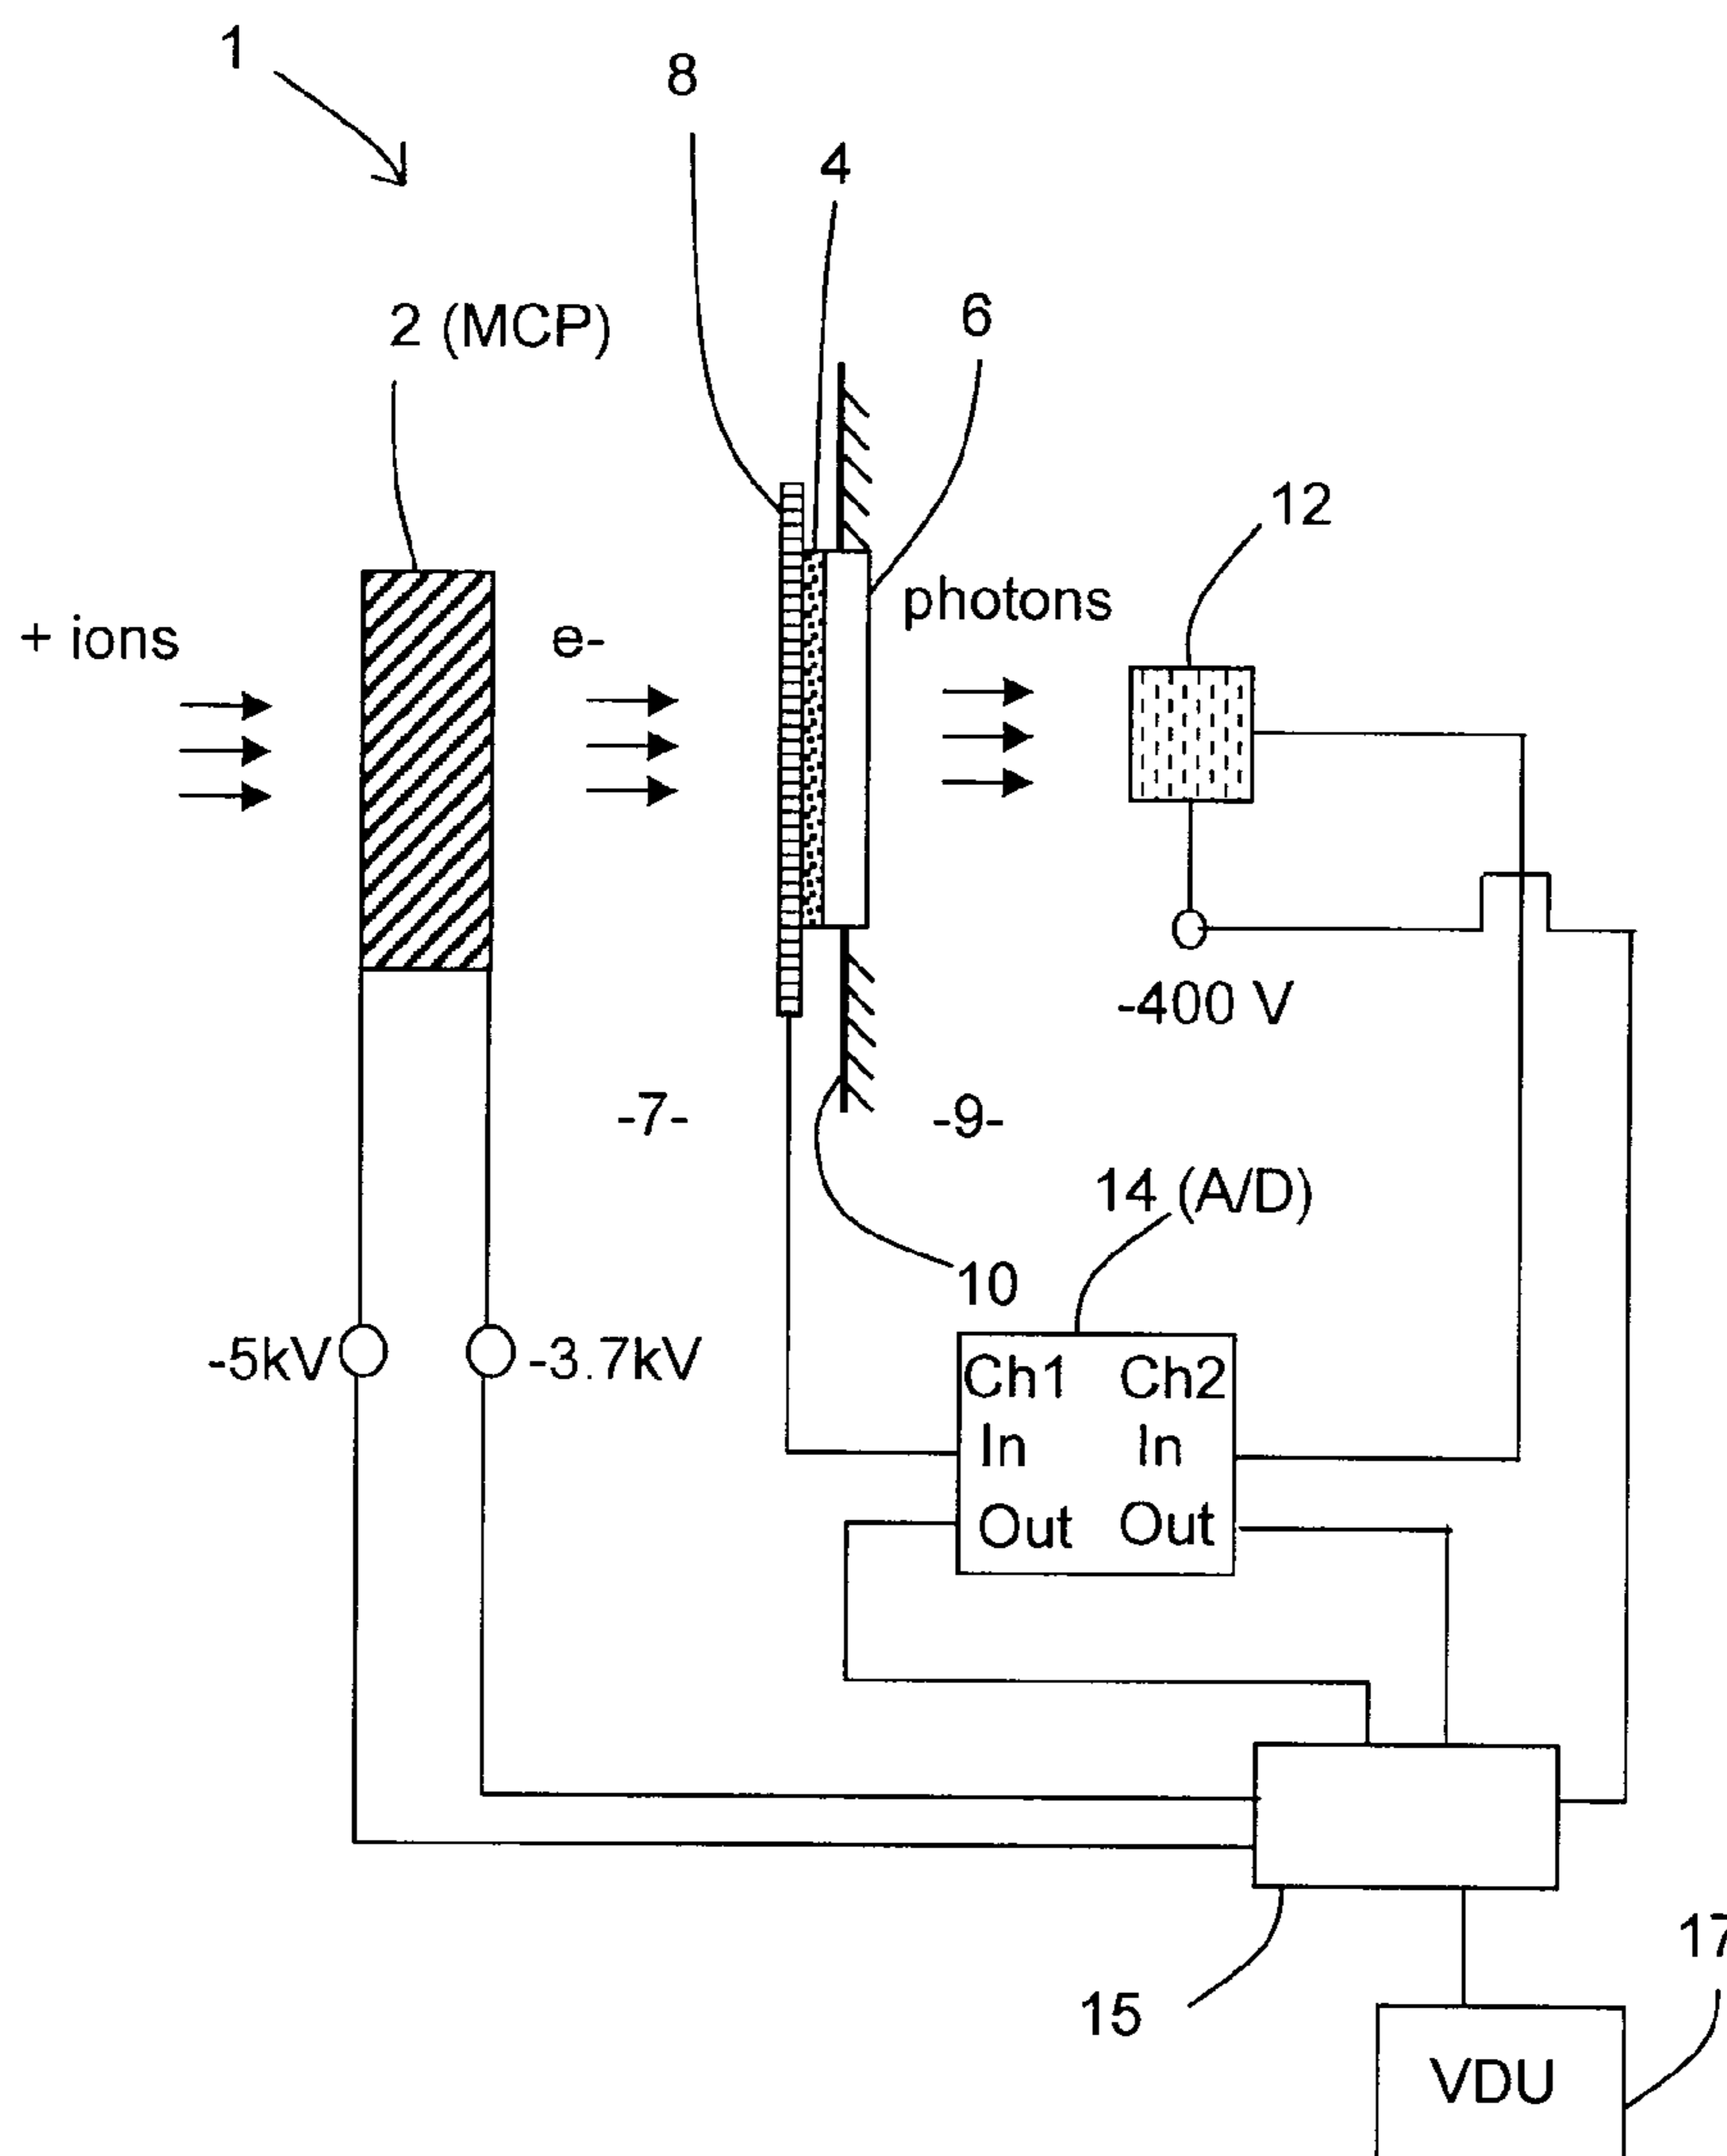 1
8
4
2 (MCP)
6
12
+ ions
e-
photons
-400 V
-7-
-9-
14 (A/D)
10
-5kV
-3.7kV
Ch1 Ch2
In In
Out Out
15
17
VDU